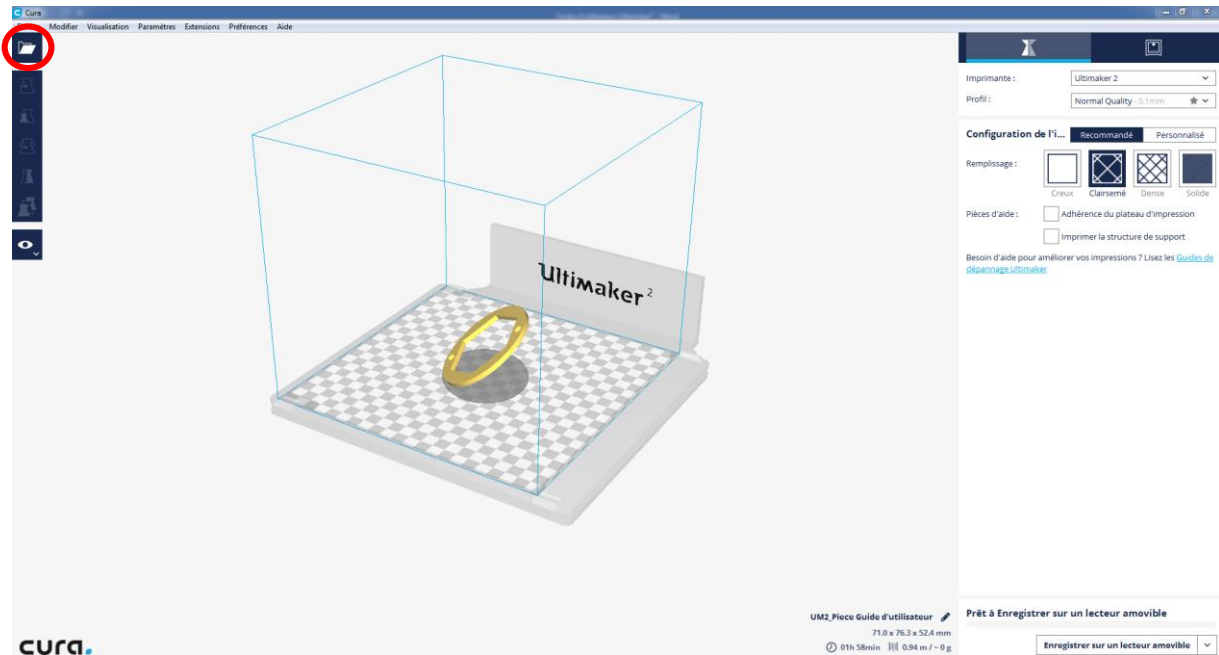 Cura
Modifier Visualisation Paramètres Extensions Préférences Aide
Imprimante : Ultimaker 2
Profil : Normal Quality - 0.1mm
Configuration de l'i... Recommandé Personnalisé
Remplissage :
Creux Clairsemé Dense Solide
Pièces d'aide : Adhérence du plateau d'impression
Imprimer la structure de support
Besoin d'aide pour améliorer vos impressions ? Lisez les Guides de
dépannage Ultimaker
Ultimaker 2
UM2_Piece Guide d'utilisateur
71.0 x 76.3 x 52.4 mm
01h 58min 0.94 m / ~ 0 g
Prêt à Enregistrer sur un lecteur amovible
Enregistrer sur un lecteur amovible
cura.